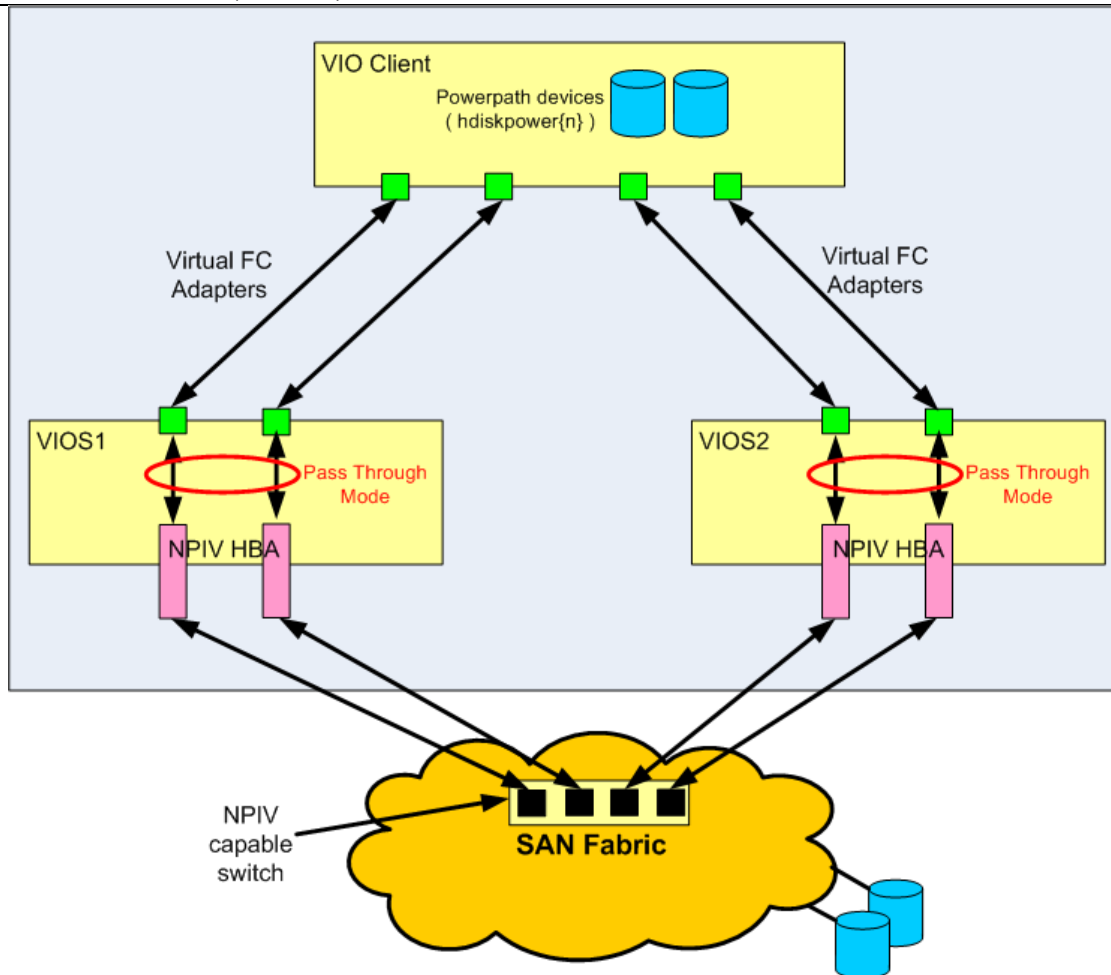 VIO Client
Powerpath devices
( hdiskpower{n} )
Virtual FC
Adapters
Virtual FC
Adapters
VIOS1
Pass Through
Mode
NPIV HBA
VIOS2
Pass Through
Mode
NPIV HBA
NPIV
capable
switch
SAN Fabric